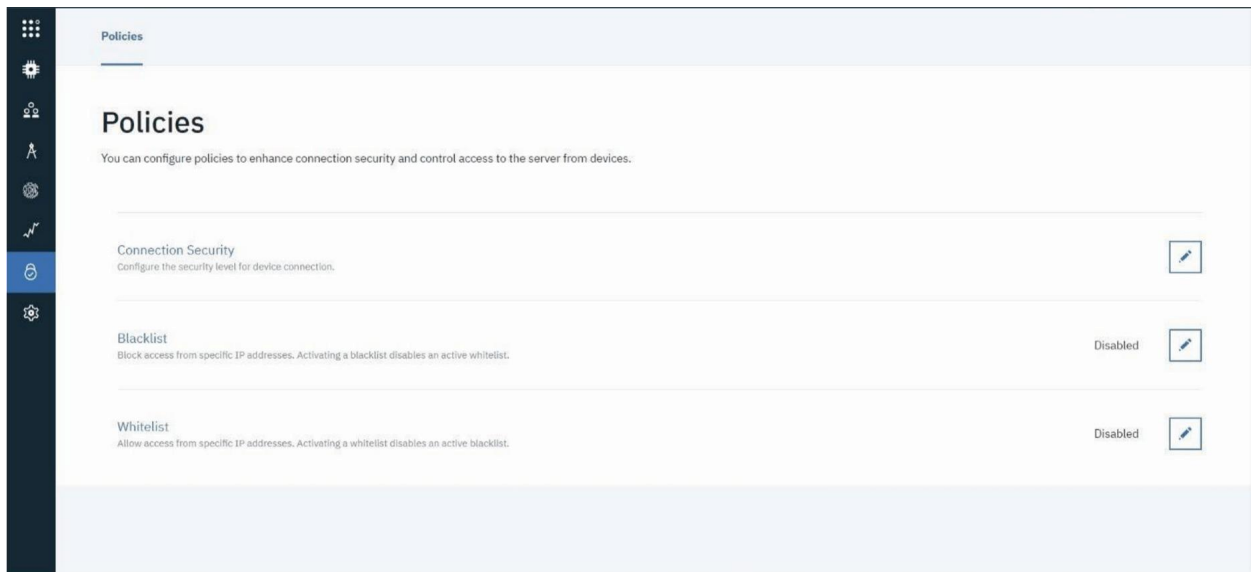 Policies
Policies
You can configure policies to enhance connection security and control access to the server from devices.
Connection Security
Configure the security level for device connection.
Blacklist
Block access from specific IP addresses. Activating a blacklist disables an active whitelist.
Disabled
Whitelist
Allow access from specific IP addresses. Activating a whitelist disables an active blacklist.
Disabled